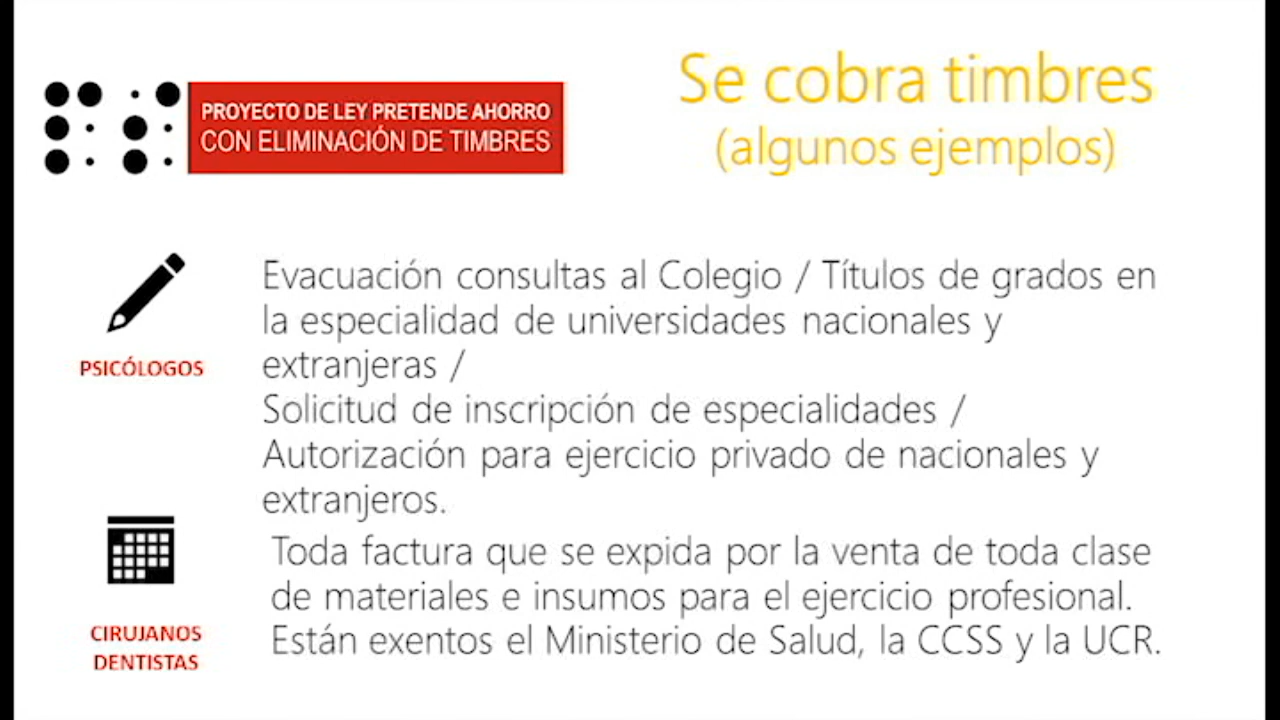 PROYECTO DE LEY PRETENDE AHORRO
CON ELIMINACIÓN DE TIMBRES
Se cobra timbres
(algunos ejemplos)
PSICÓLOGOS
Evacuación consultas al Colegio / Títulos de grados en
la especialidad de universidades nacionales y
extranjeras /
Solicitud de inscripción de especialidades /
Autorización para ejercicio privado de nacionales y
extranjeros.
CIRUJANOS
DENTISTAS
Toda factura que se expida por la venta de toda clase
de materiales e insumos para el ejercicio profesional.
Están exentos el Ministerio de Salud, la CCSS y la UCR.